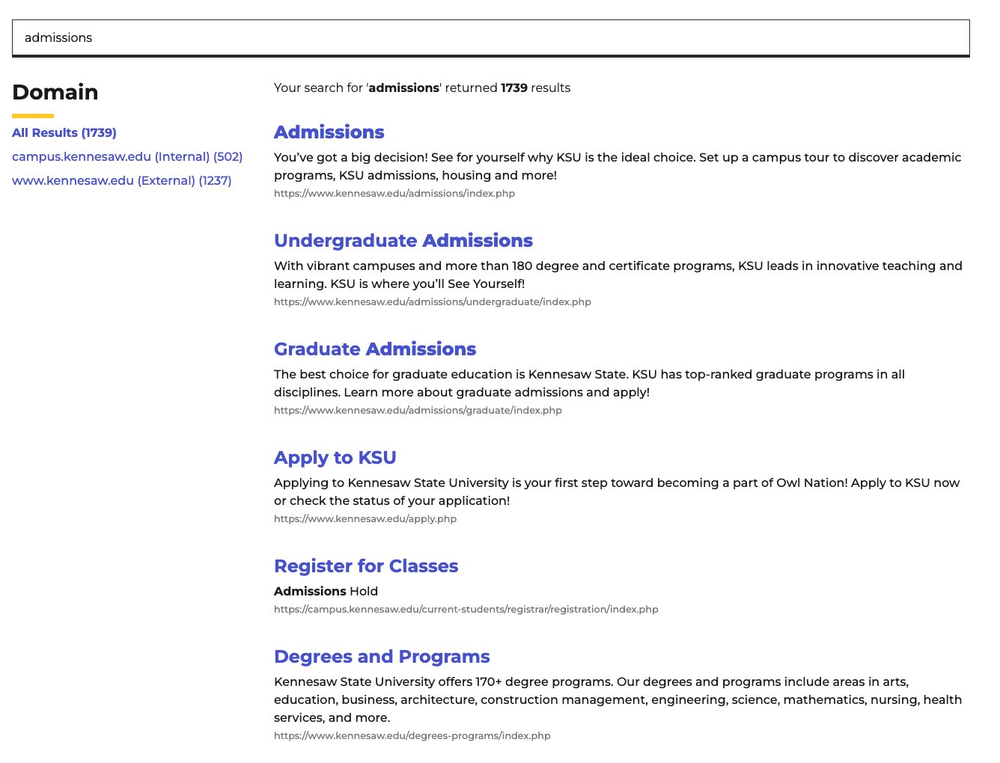 admissions
Domain
All Results (1739)
campus.kennesaw.edu (Internal) (502)
www.kennesaw.edu (External) (1237)
Your search for 'admissions' returned 1739 results
Admissions
You’ve got a big decision! See for yourself why KSU is the ideal choice. Set up a campus tour to discover academic
programs, KSU admissions, housing and more!
https://www.kennesaw.edu/admissions/index.php
Undergraduate Admissions
With vibrant campuses and more than 180 degree and certificate programs, KSU leads in innovative teaching and
learning. KSU is where you’ll See Yourself!
https://www.kennesaw.edu/admissions/undergraduate/index.php
Graduate Admissions
The best choice for graduate education is Kennesaw State. KSU has top-ranked graduate programs in all
disciplines. Learn more about graduate admissions and apply!
https://www.kennesaw.edu/admissions/graduate/index.php
Apply to KSU
Applying to Kennesaw State University is your first step toward becoming a part of Owl Nation! Apply to KSU now
or check the status of your application!
https://www.kennesaw.edu/apply.php
Register for Classes
Admissions Hold
https://campus.kennesaw.edu/current-students/registrar/registration/index.php
Degrees and Programs
Kennesaw State University offers 170+ degree programs. Our degrees and programs include areas in arts,
education, business, architecture, construction management, engineering, science, mathematics, nursing, health
services, and more.
https://www.kennesaw.edu/degrees-programs/index.php